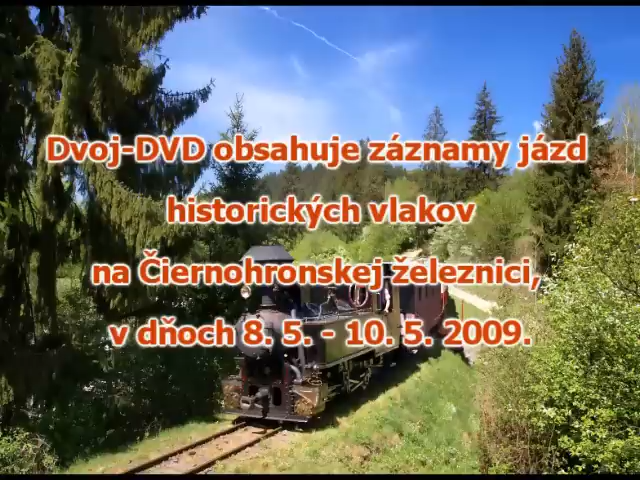 Dvoj-DVD obsahuje záznamy jázd
historických vlakov
na Čiernohronskej železnici,
v dňoch 8. 5. - 10. 5. 2009.